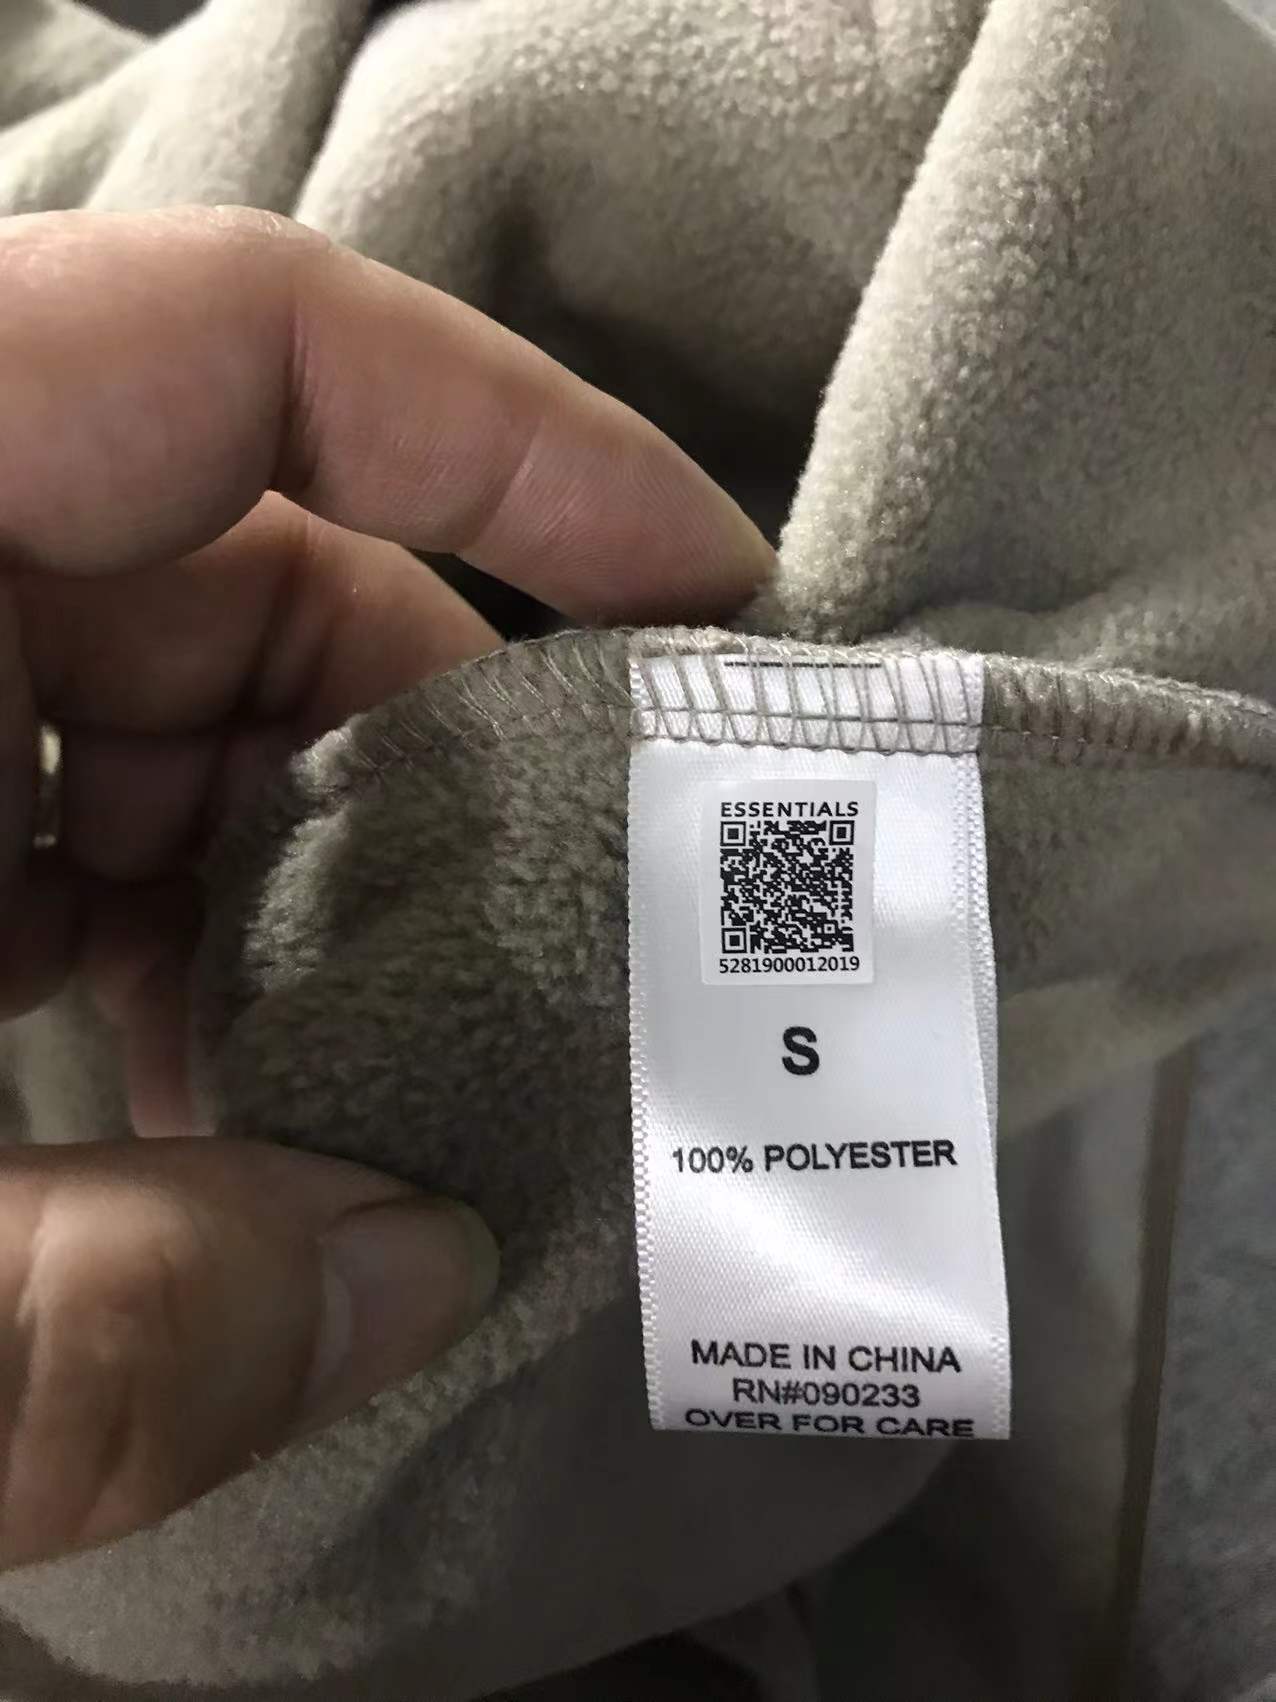 ESSENTIALS
5281900012019
S
100% POLYESTER
MADE IN CHINA
RN#090233
OVER FOR CARE